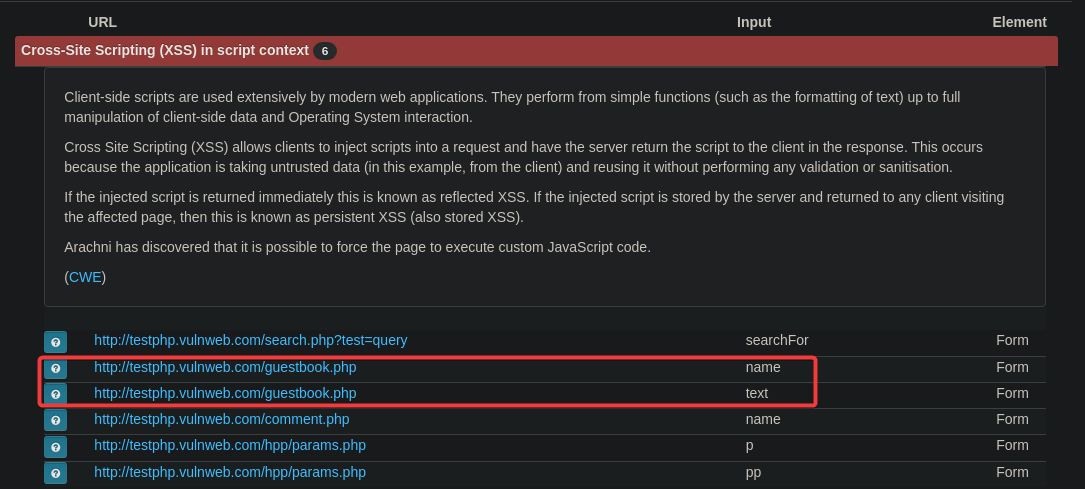 URL Input Element
Cross-Site Scripting (XSS) in script context 6
Client-side scripts are used extensively by modern web applications. They perform from simple functions (such as the formatting of text) up to full
manipulation of client-side data and Operating System interaction.
Cross Site Scripting (XSS) allows clients to inject scripts into a request and have the server return the script to the client in the response. This occurs
because the application is taking untrusted data (in this example, from the client) and reusing it without performing any validation or sanitisation.
If the injected script is returned immediately this is known as reflected XSS. If the injected script is stored by the server and returned to any client visiting
the affected page, then this is known as persistent XSS (also stored XSS).
Arachni has discovered that it is possible to force the page to execute custom JavaScript code.
(CWE)
? http://testphp.vulnweb.com/search.php?test=query searchFor Form
? http://testphp.vulnweb.com/guestbook.php name Form
? http://testphp.vulnweb.com/guestbook.php text Form
? http://testphp.vulnweb.com/comment.php name Form
? http://testphp.vulnweb.com/hpp/params.php p Form
? http://testphp.vulnweb.com/hpp/params.php pp Form